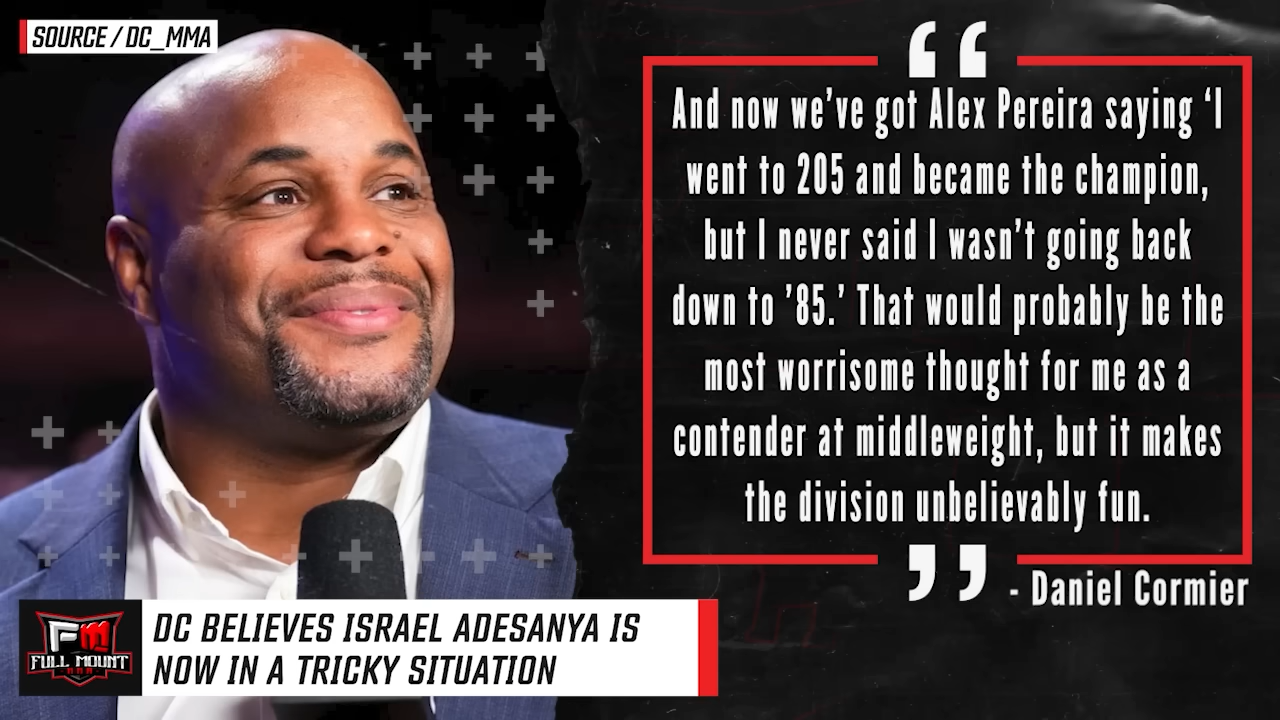 SOURCE / DC_MMA
“
And now we’ve got Alex Pereira saying ‘I
went to 205 and became the champion,
but I never said I wasn’t going back
down to ’85.’ That would probably be the
most worrisome thought for me as a
contender at middleweight, but it makes
the division unbelievably fun.
”
- Daniel Cormier
FM
FULL MOUNT
MMA
DC BELIEVES ISRAEL ADESANYA IS
NOW IN A TRICKY SITUATION